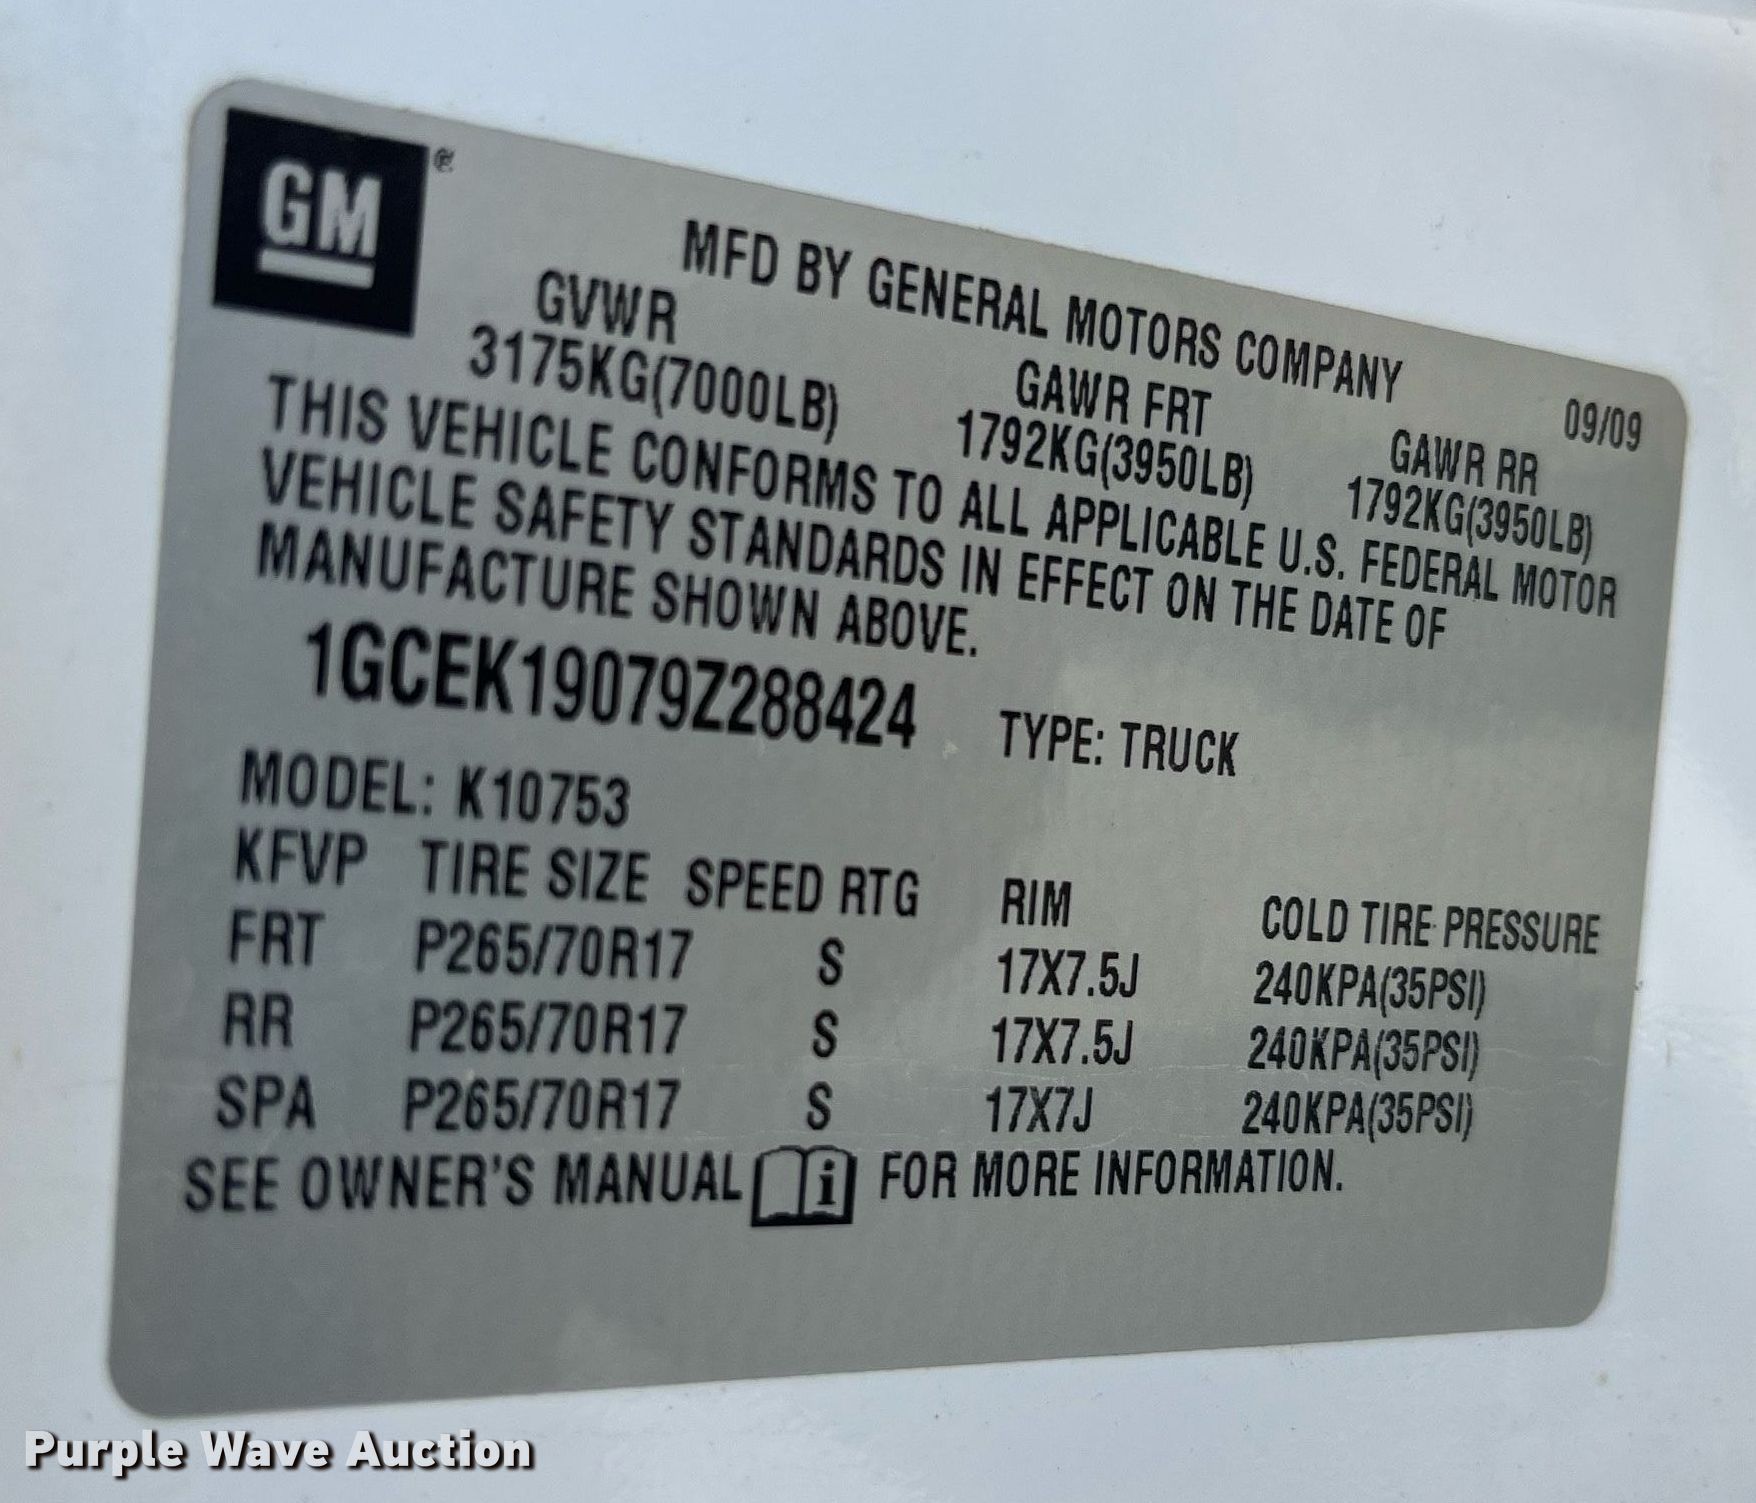 GM
MFD BY GENERAL MOTORS COMPANY
09/09
GVWR GAWR FRT GAWR RR
3175KG(7000LB) 1792KG(3950LB) 1792KG(3950LB)
THIS VEHICLE CONFORMS TO ALL APPLICABLE U.S. FEDERAL MOTOR
VEHICLE SAFETY STANDARDS IN EFFECT ON THE DATE OF
MANUFACTURE SHOWN ABOVE.
1GCEK19079Z288424 TYPE: TRUCK
MODEL: K10753
KFVP TIRE SIZE SPEED RTG RIM COLD TIRE PRESSURE
FRT P265/70R17 S 17X7.5J 240KPA(35PSI)
RR P265/70R17 S 17X7.5J 240KPA(35PSI)
SPA P265/70R17 S 17X7J 240KPA(35PSI)
SEE OWNER'S MANUAL i FOR MORE INFORMATION.
Purple Wave Auction